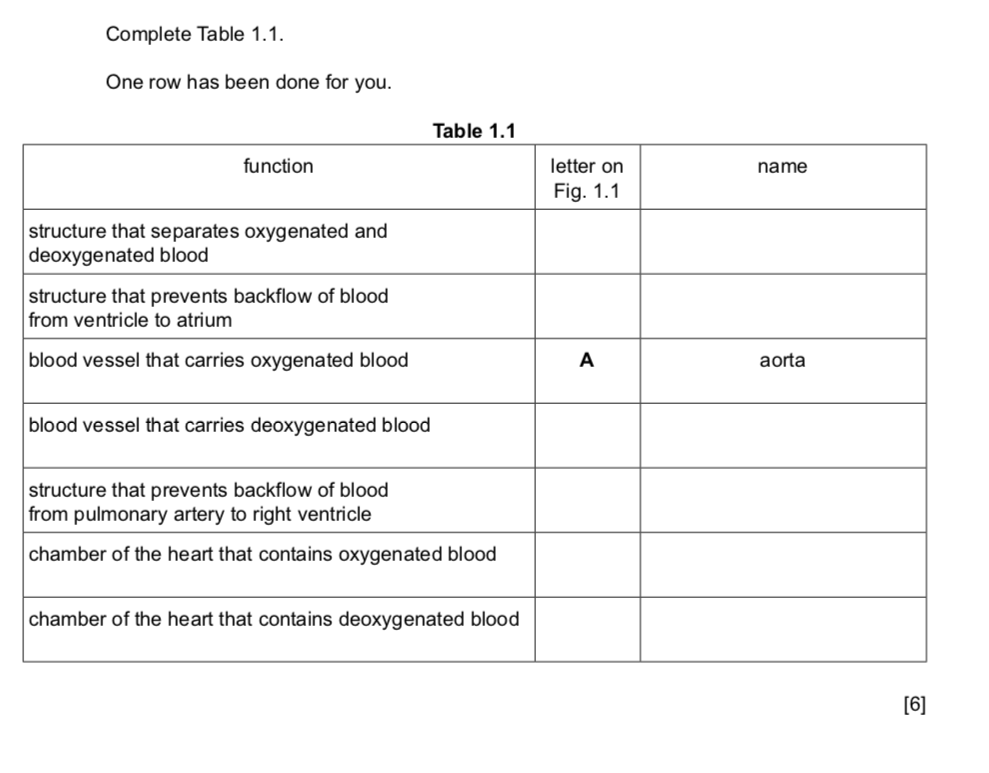 Complete Table 1.1.
One row has been done for you.
Table 1.1
function
letter on
Fig. 1.1
name
structure that separates oxygenated and
deoxygenated blood
structure that prevents backflow of blood
from ventricle to atrium
blood vessel that carries oxygenated blood
A
aorta
blood vessel that carries deoxygenated blood
structure that prevents backflow of blood
from pulmonary artery to right ventricle
chamber of the heart that contains oxygenated blood
chamber of the heart that contains deoxygenated blood
[6]